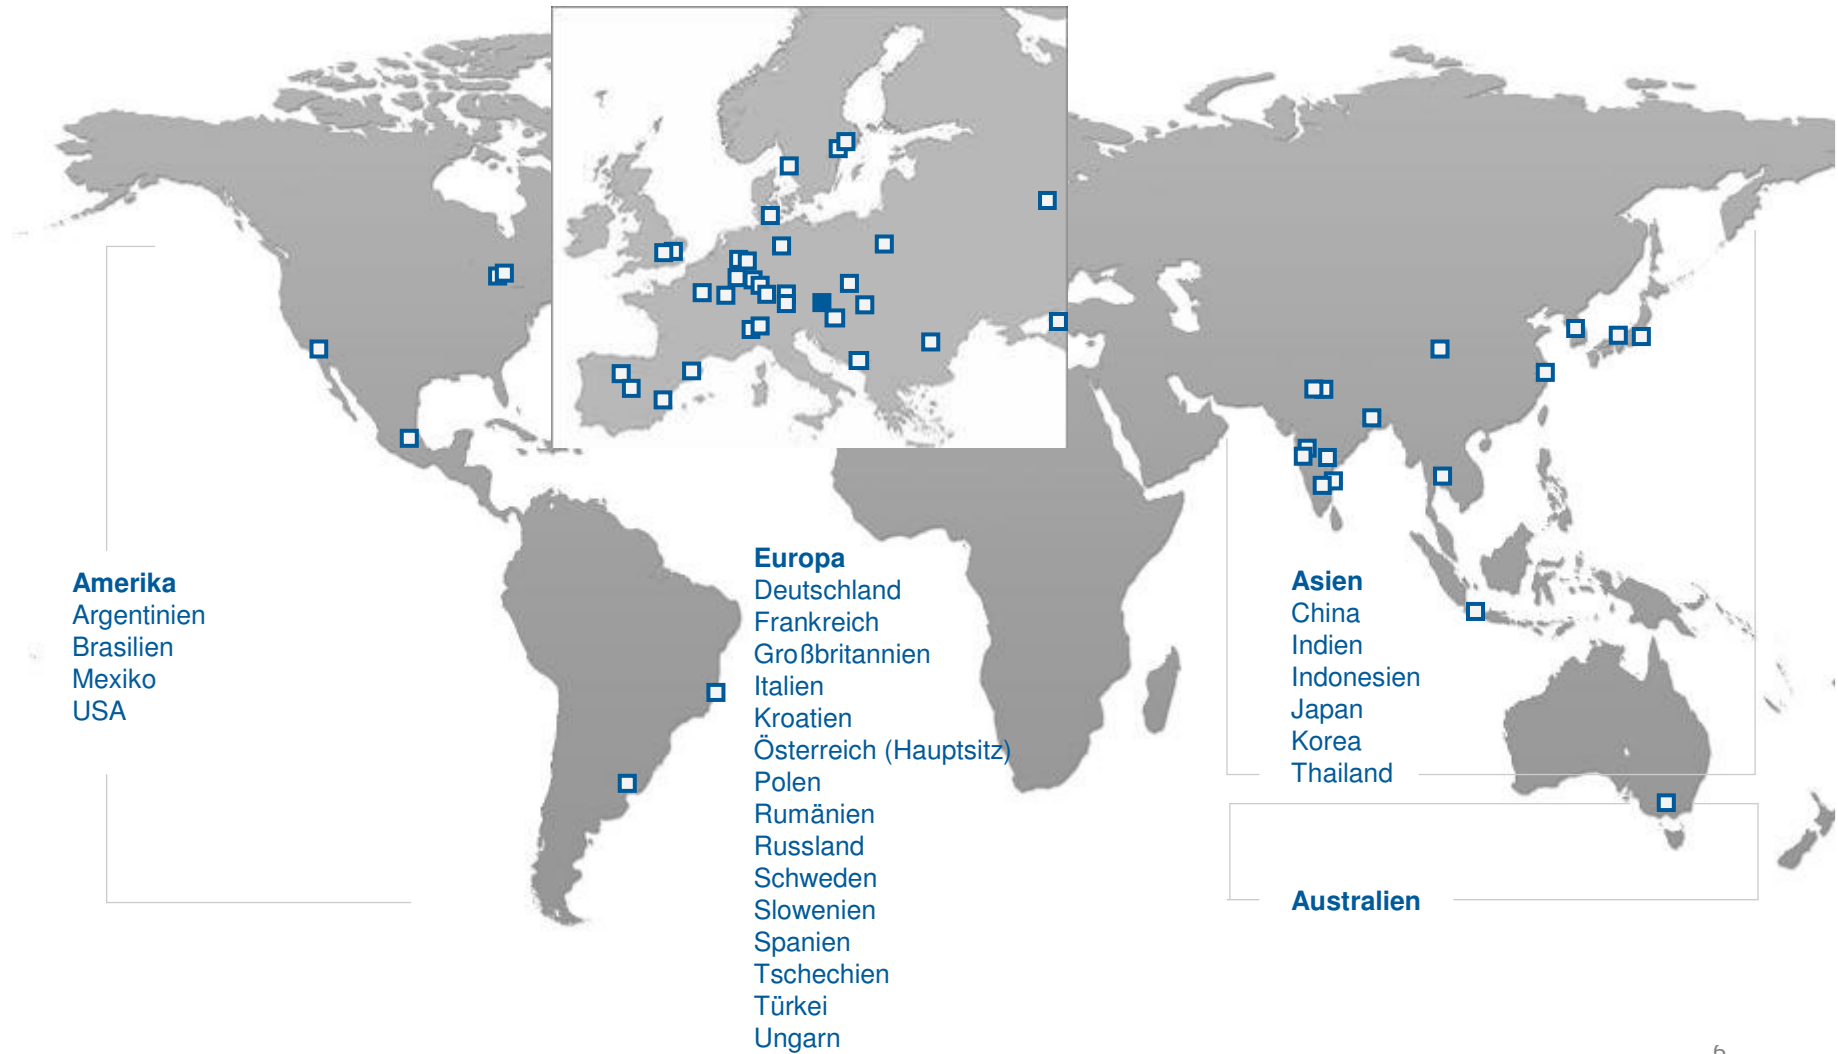 Amerika
Argentinien
Brasilien
Mexiko
USA
Europa
Deutschland
Frankreich
Großbritannien
Italien
Kroatien
Österreich (Hauptsitz)
Polen
Rumänien
Russland
Schweden
Slowenien
Spanien
Tschechien
Türkei
Ungarn
Asien
China
Indien
Indonesien
Japan
Korea
Thailand
Australien